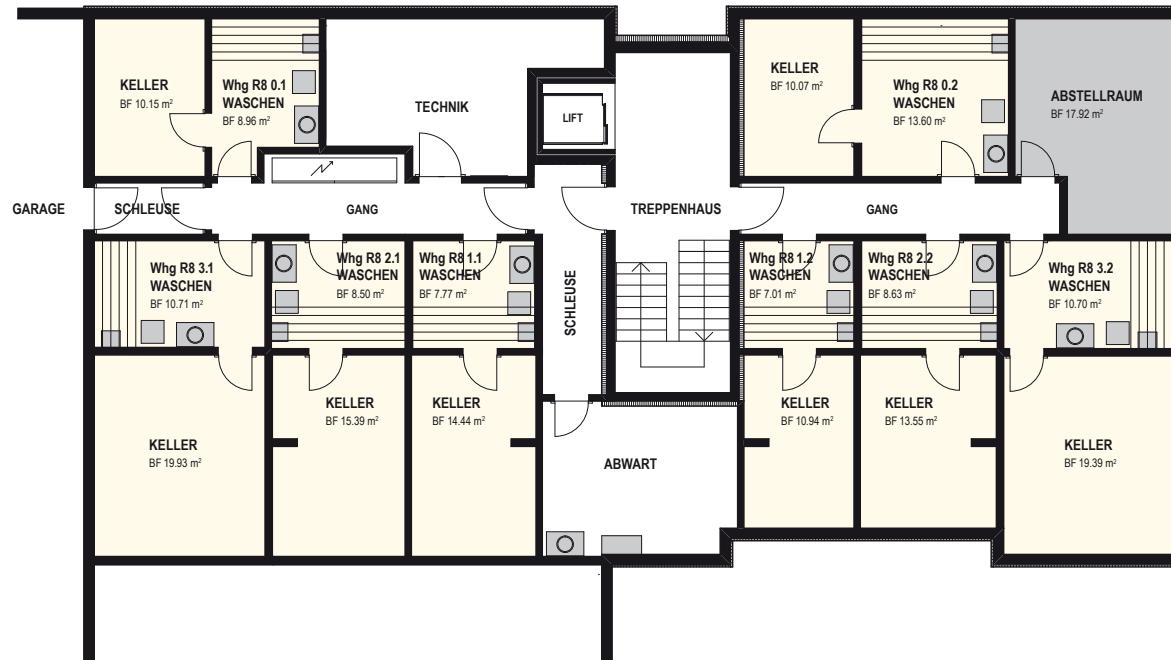 KELLER
BF 10.15 m²
Whg R8 0.1
WASCHEN
BF 8.96 m²
TECHNIK
LIFT
KELLER
BF 10.07 m²
Whg R8 0.2
WASCHEN
BF 13.60 m²
ABSTELLRAUM
BF 17.92 m²
GARAGE
SCHLEUSE
GANG
TREPPENHAUS
GANG
Whg R8 3.1
WASCHEN
BF 10.71 m²
Whg R8 2.1
WASCHEN
BF 8.50 m²
Whg R8 1.1
WASCHEN
BF 7.77 m²
SCHLEUSE
Whg R8 1.2
WASCHEN
BF 7.01 m²
Whg R8 2.2
WASCHEN
BF 8.63 m²
Whg R8 3.2
WASCHEN
BF 10.70 m²
KELLER
BF 19.93 m²
KELLER
BF 15.39 m²
KELLER
BF 14.44 m²
ABWART
KELLER
BF 10.94 m²
KELLER
BF 13.55 m²
KELLER
BF 19.39 m²